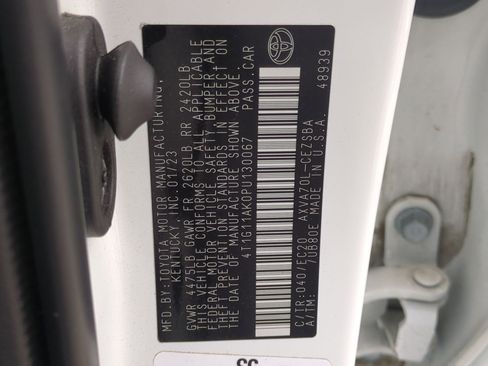 MFD.BY:TOYOTA MOTOR MANUFACTURING,
KENTUCKY, INC. 01/23
GVWR 4475LB GAWR FR 2620LB RR 2420LB
THIS VEHICLE CONFORMS TO ALL APPLICABLE
FEDERAL MOTOR VEHICLE SAFETY, BUMPER AND
THEFT PREVENTION STANDARDS IN EFFECT ON
THE DATE OF MANUFACTURE SHOWN ABOVE.
4T1G11AK0PU130067 PASS.CAR
C/TR:040/EC20 AXVA70L-CEZSBA
A/TM: /UB80E MADE IN U.S.A. 48939